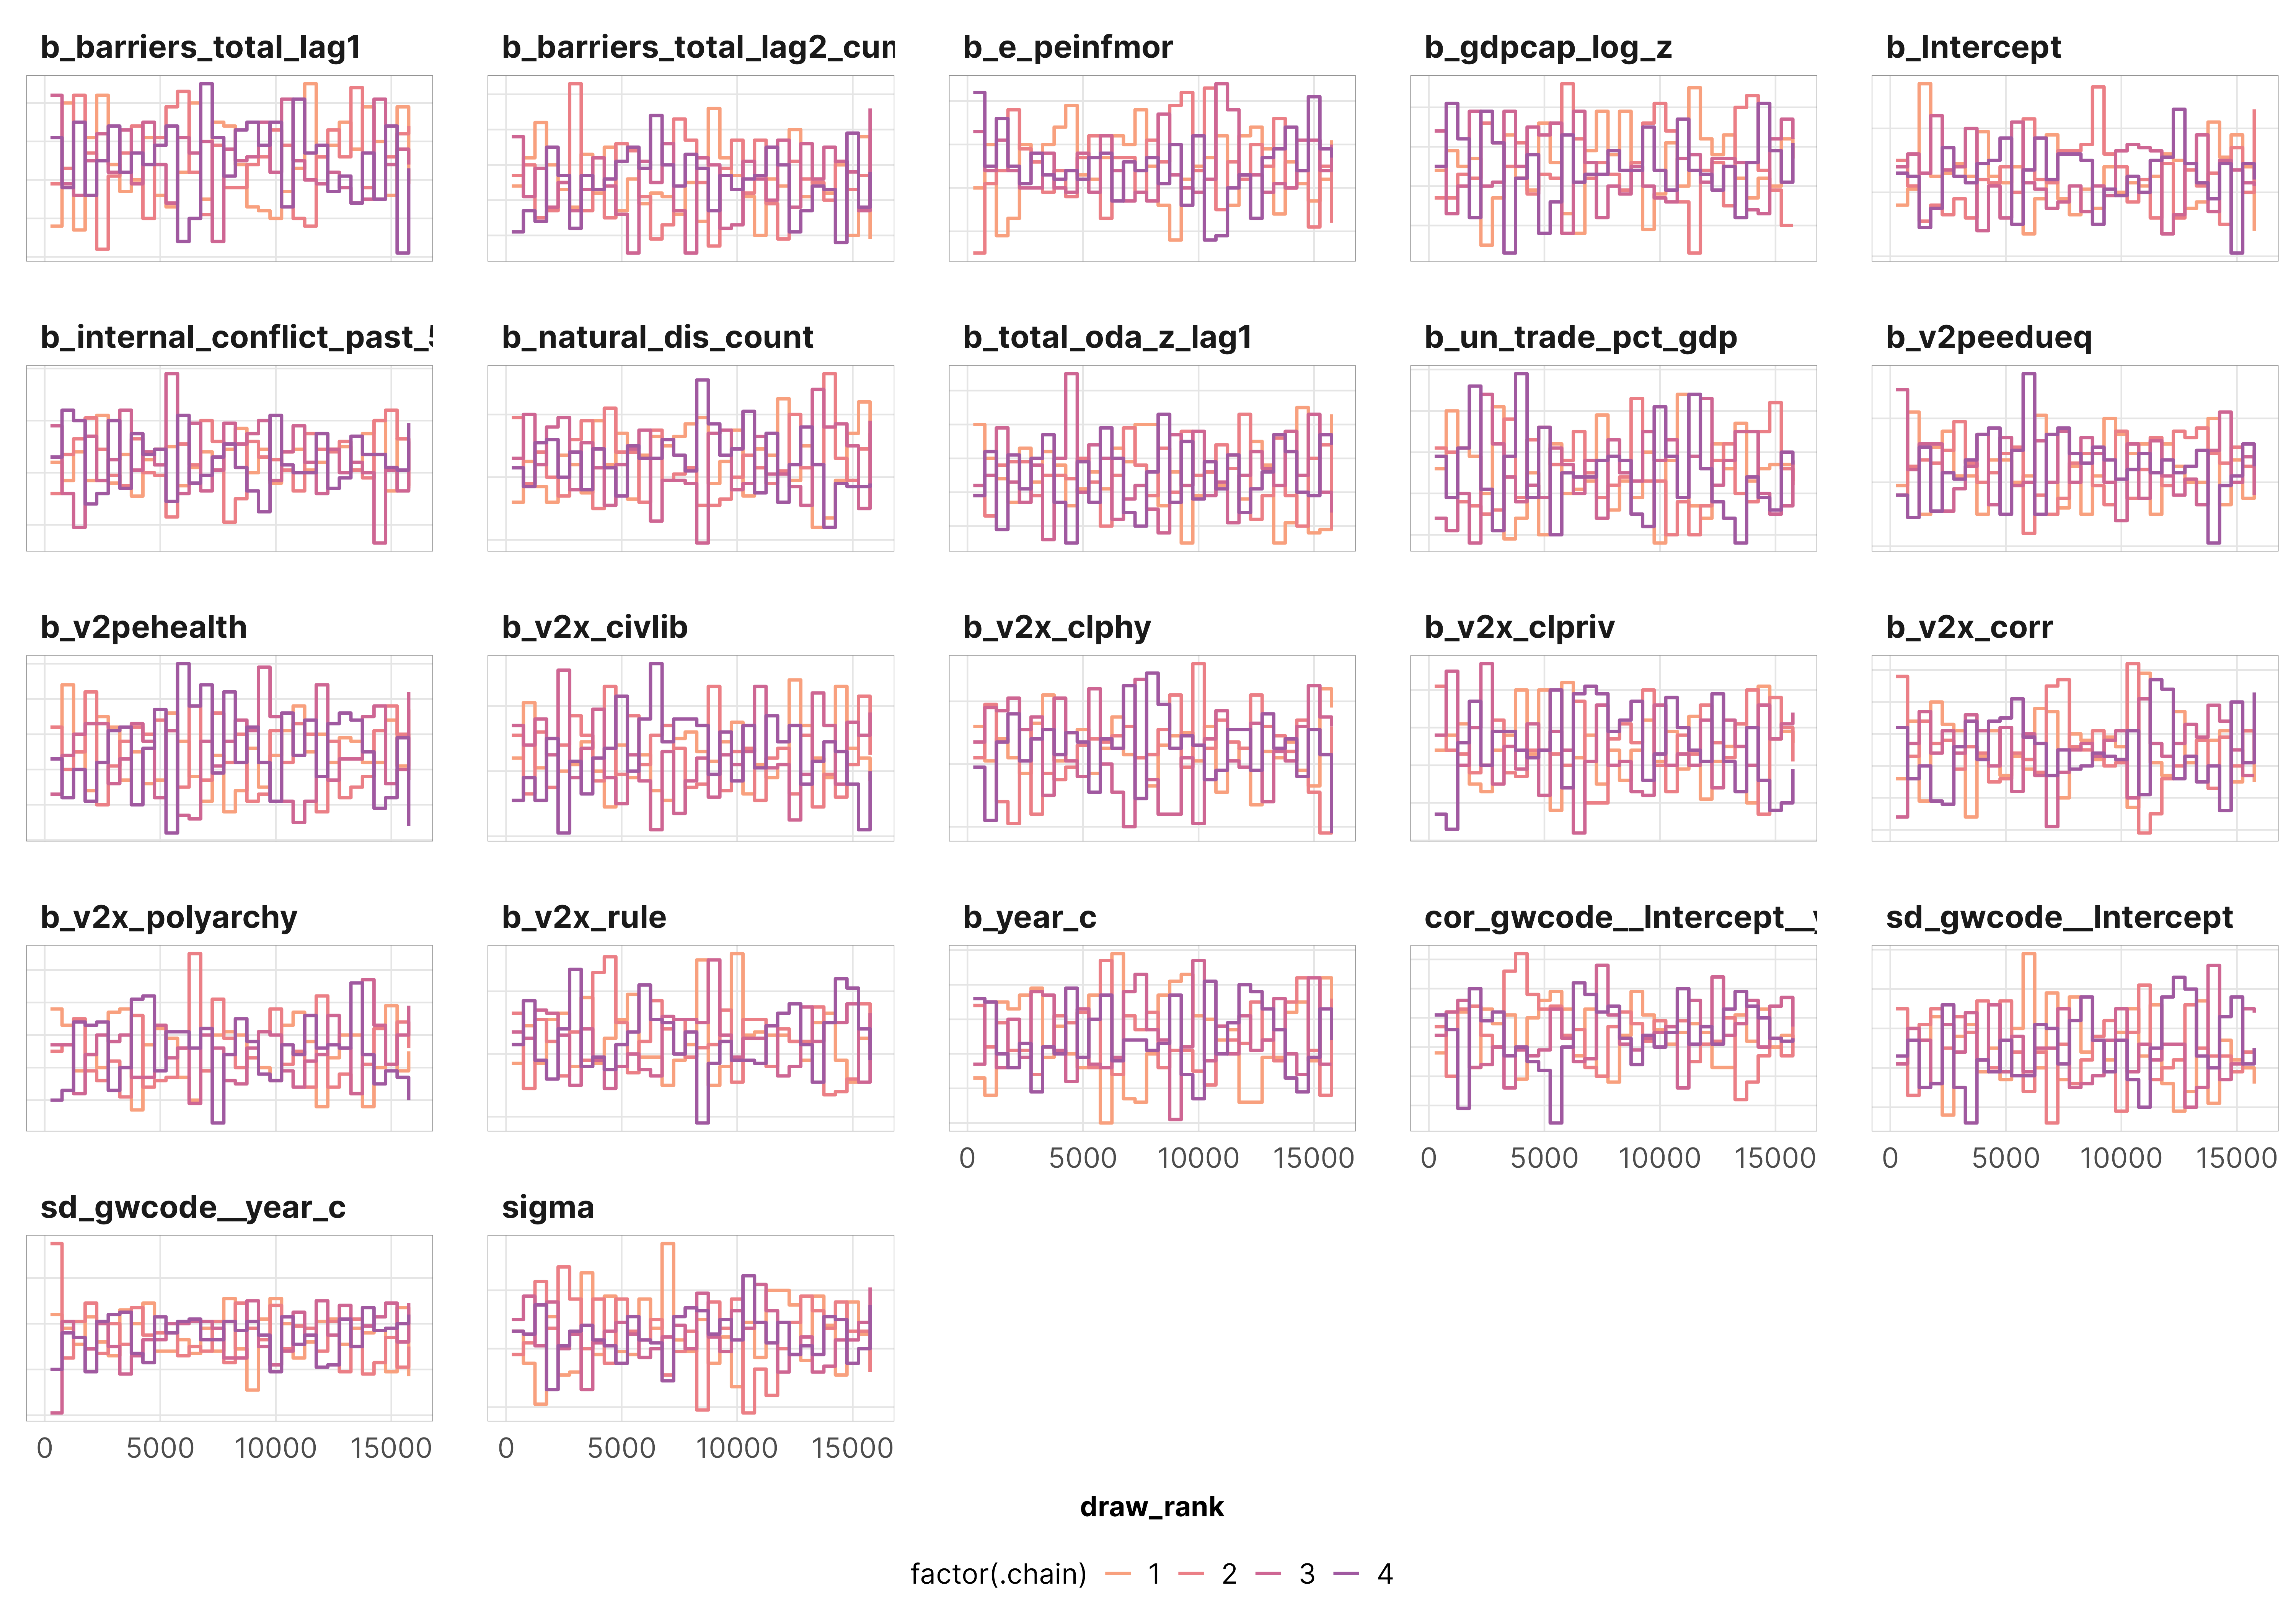 b_barriers_total_lag1 b_barriers_total_lag2_cum b_e_peinfmor b_gdpcap_log_z b_Intercept
b_internal_conflict_past_5 b_natural_dis_count b_total_oda_z_lag1 b_un_trade_pct_gdp b_v2peedueq
b_v2pehealth b_v2x_civlib b_v2x_clphy b_v2x_clpriv b_v2x_corr
b_v2x_polyarchy b_v2x_rule b_year_c cor_gwcode__Intercept__y sd_gwcode__Intercept
0 5000 10000 15000 0 5000 10000 15000 0 5000 10000 15000
sd_gwcode__year_c sigma
0 5000 10000 15000 0 5000 10000 15000
draw_rank
factor(.chain) 1 2 3 4